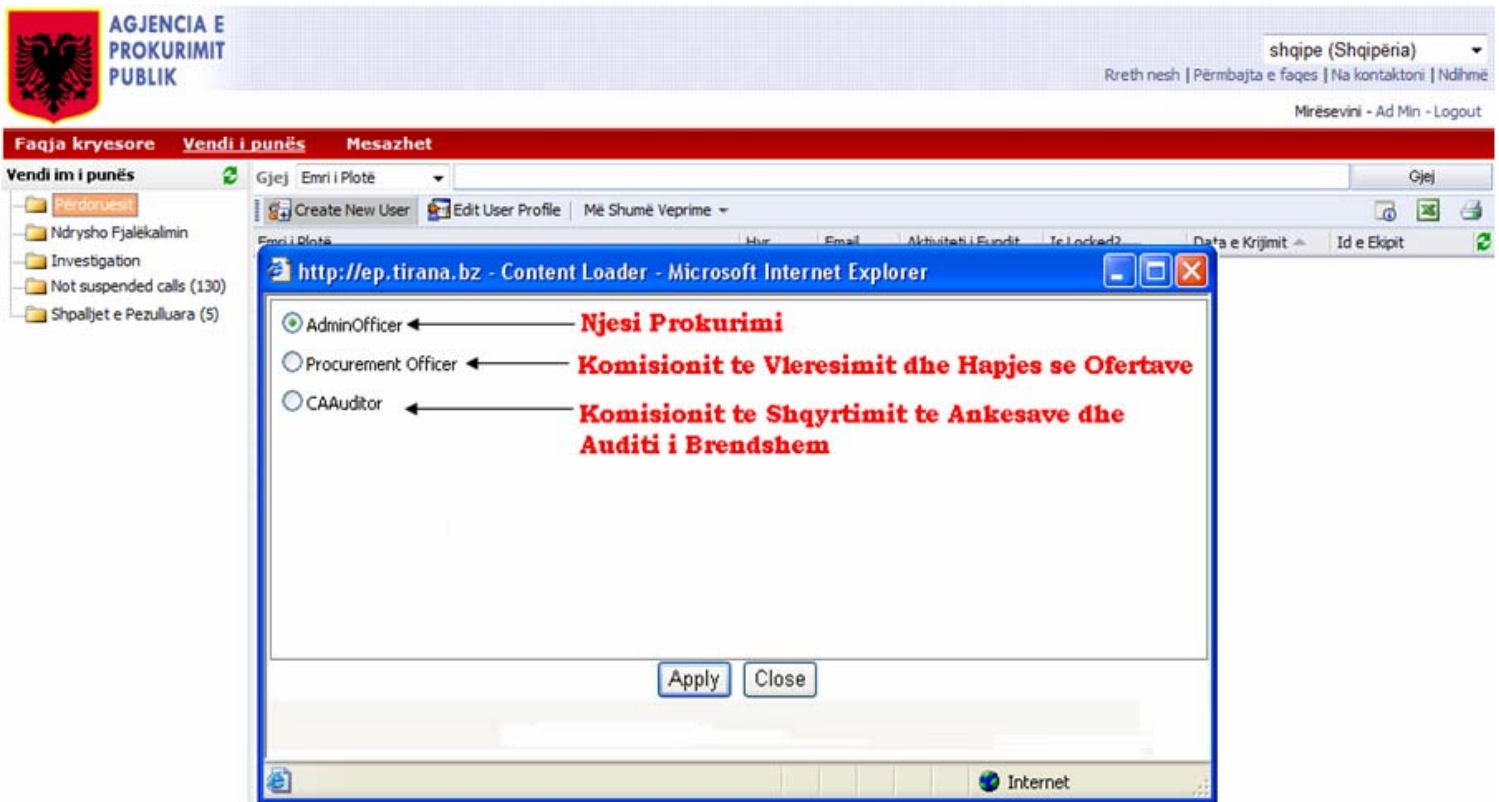 AGJENCIA E
PROKURIMIT
PUBLIK
shqipe (Shqipëria)
Rreth nesh | Përmbajta e faqes | Na kontaktoni | Ndihmë
Mirësevini - Ad Min - Logout
Faqja kryesore Vendi i punës Mesazhet
Vendi im i punës
Gjej Emri i Plotë Gjej
Përdoruesit
Create New User Edit User Profile Më Shumë Veprime
Ndrysho Fjalëkalimin
Emri i Plotë Hyr Email Aktiviteti i Fundit Is Locked? Data e Krijimit Id e Ekipit
Investigation
Not suspended calls (130)
Shpalljet e Pezulluara (5)
http://ep.tirana.bz - Content Loader - Microsoft Internet Explorer
AdminOfficer Njesi Prokurimi
Procurement Officer Komisionit te Vleresimit dhe Hapjes se Ofertave
CAAuditor Komisionit te Shqyrtimit te Ankesave dhe
Auditi i Brendshem
Apply Close
Internet